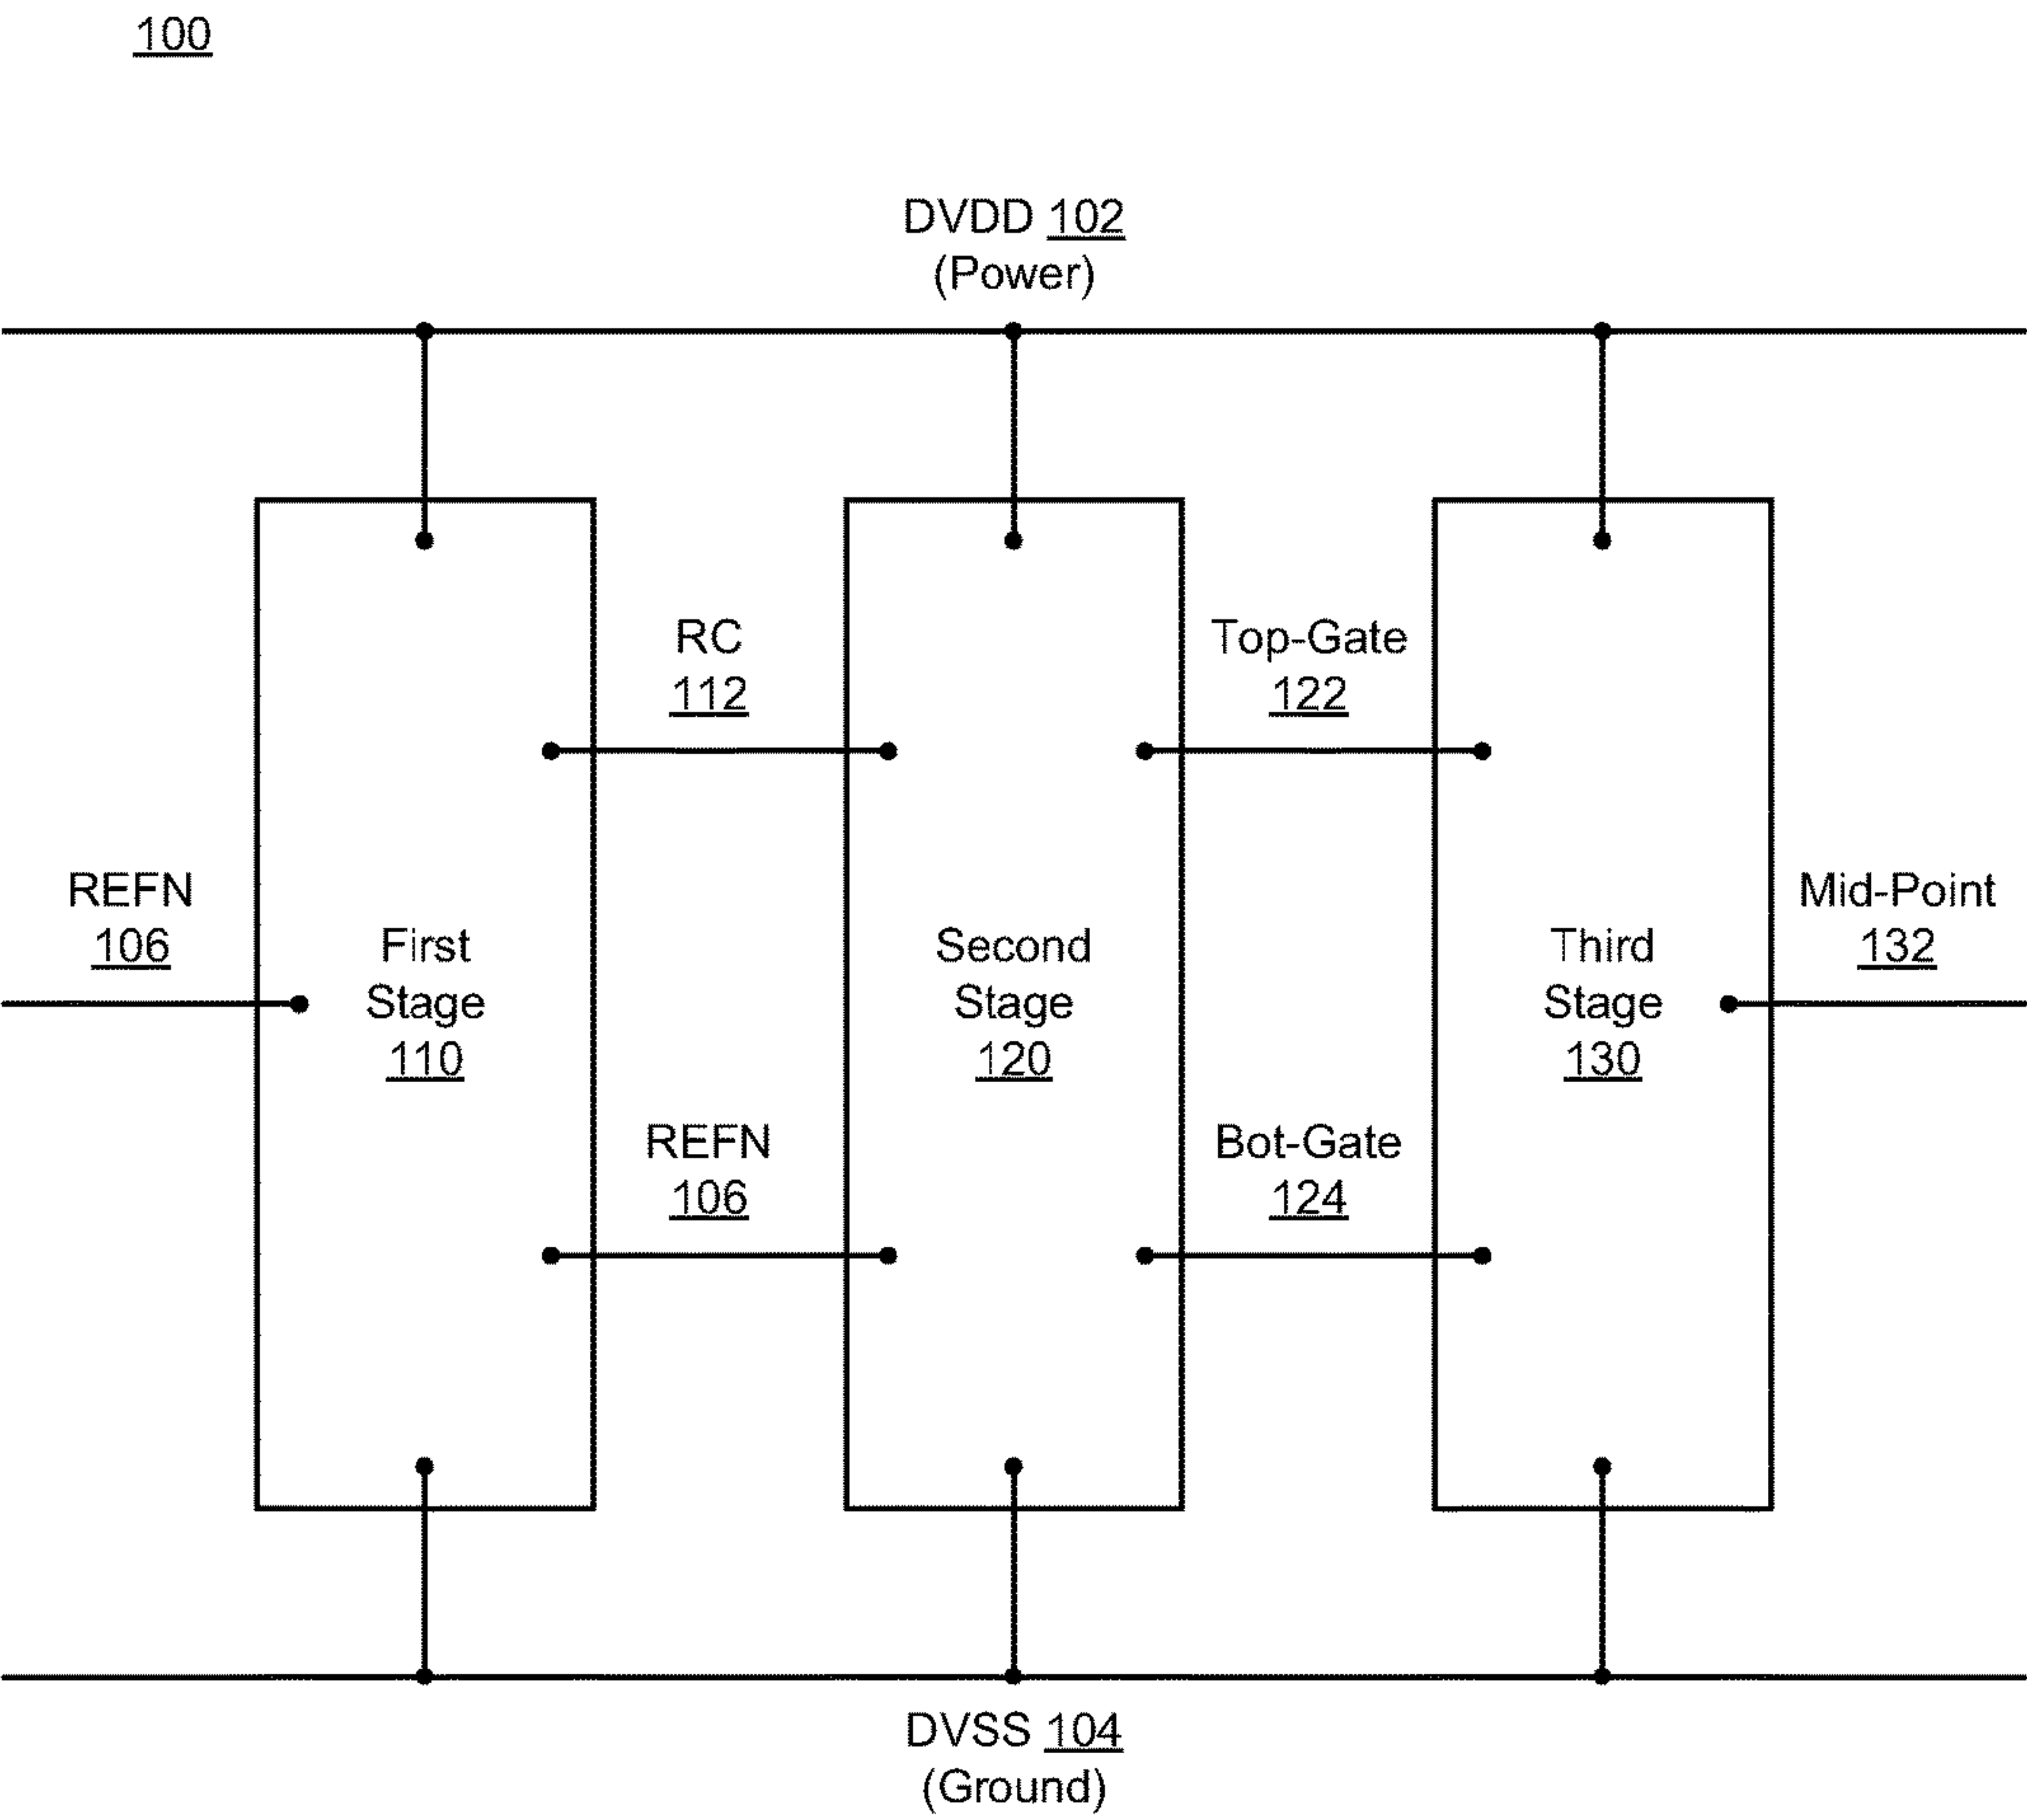 100
DVDD 102
(Power)
RC
112
Top-Gate
122
REFN
106
First
Stage
110
Second
Stage
120
Third
Stage
130
Mid-Point
132
REFN
106
Bot-Gate
124
DVSS 104
(Ground)